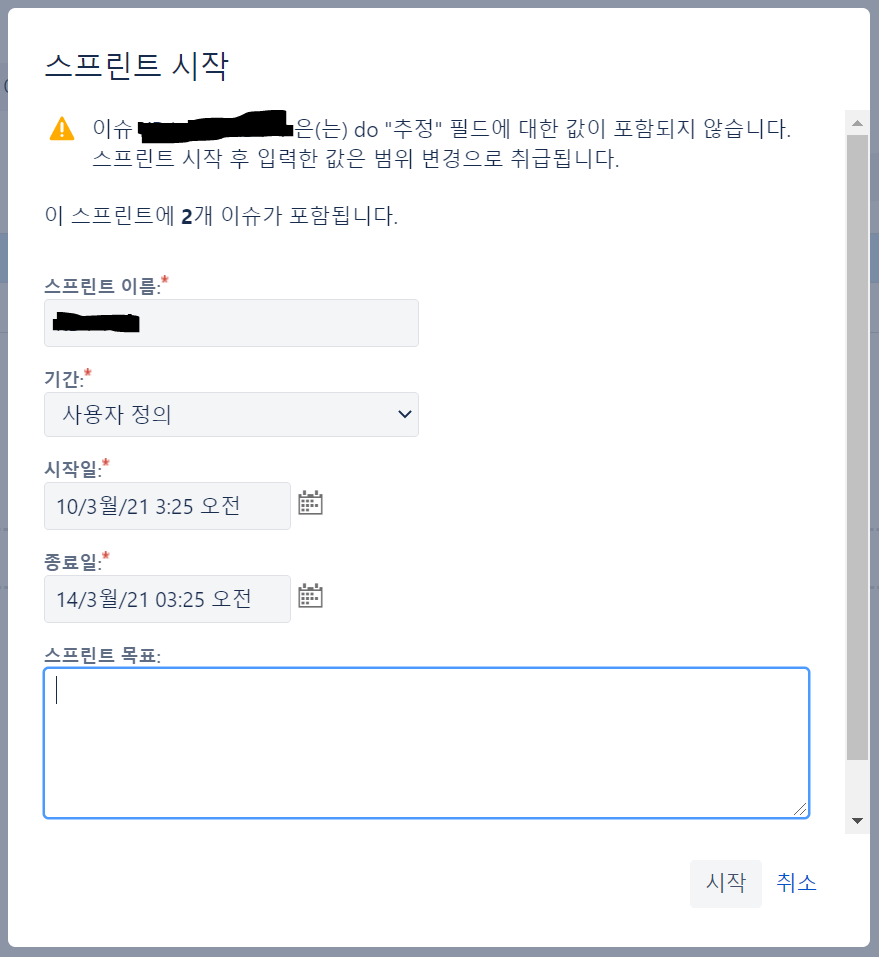 스프린트 시작
이슈 은(는) do "추정" 필드에 대한 값이 포함되지 않습니다.
스프린트 시작 후 입력한 값은 범위 변경으로 취급됩니다.
이 스프린트에 2개 이슈가 포함됩니다.
스프린트 이름:*
기간:*
사용자 정의
시작일:*
10/3월/21 3:25 오전
종료일:*
14/3월/21 03:25 오전
스프린트 목표:
시작 취소